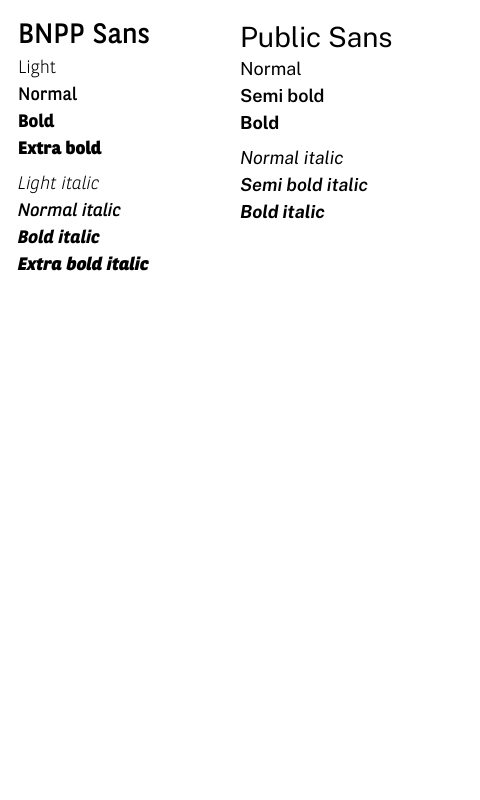 BNPP Sans
Light
Normal
Bold
Extra bold
Light italic
Normal italic
Bold italic
Extra bold italic
Public Sans
Normal
Semi bold
Bold
Normal italic
Semi bold italic
Bold italic